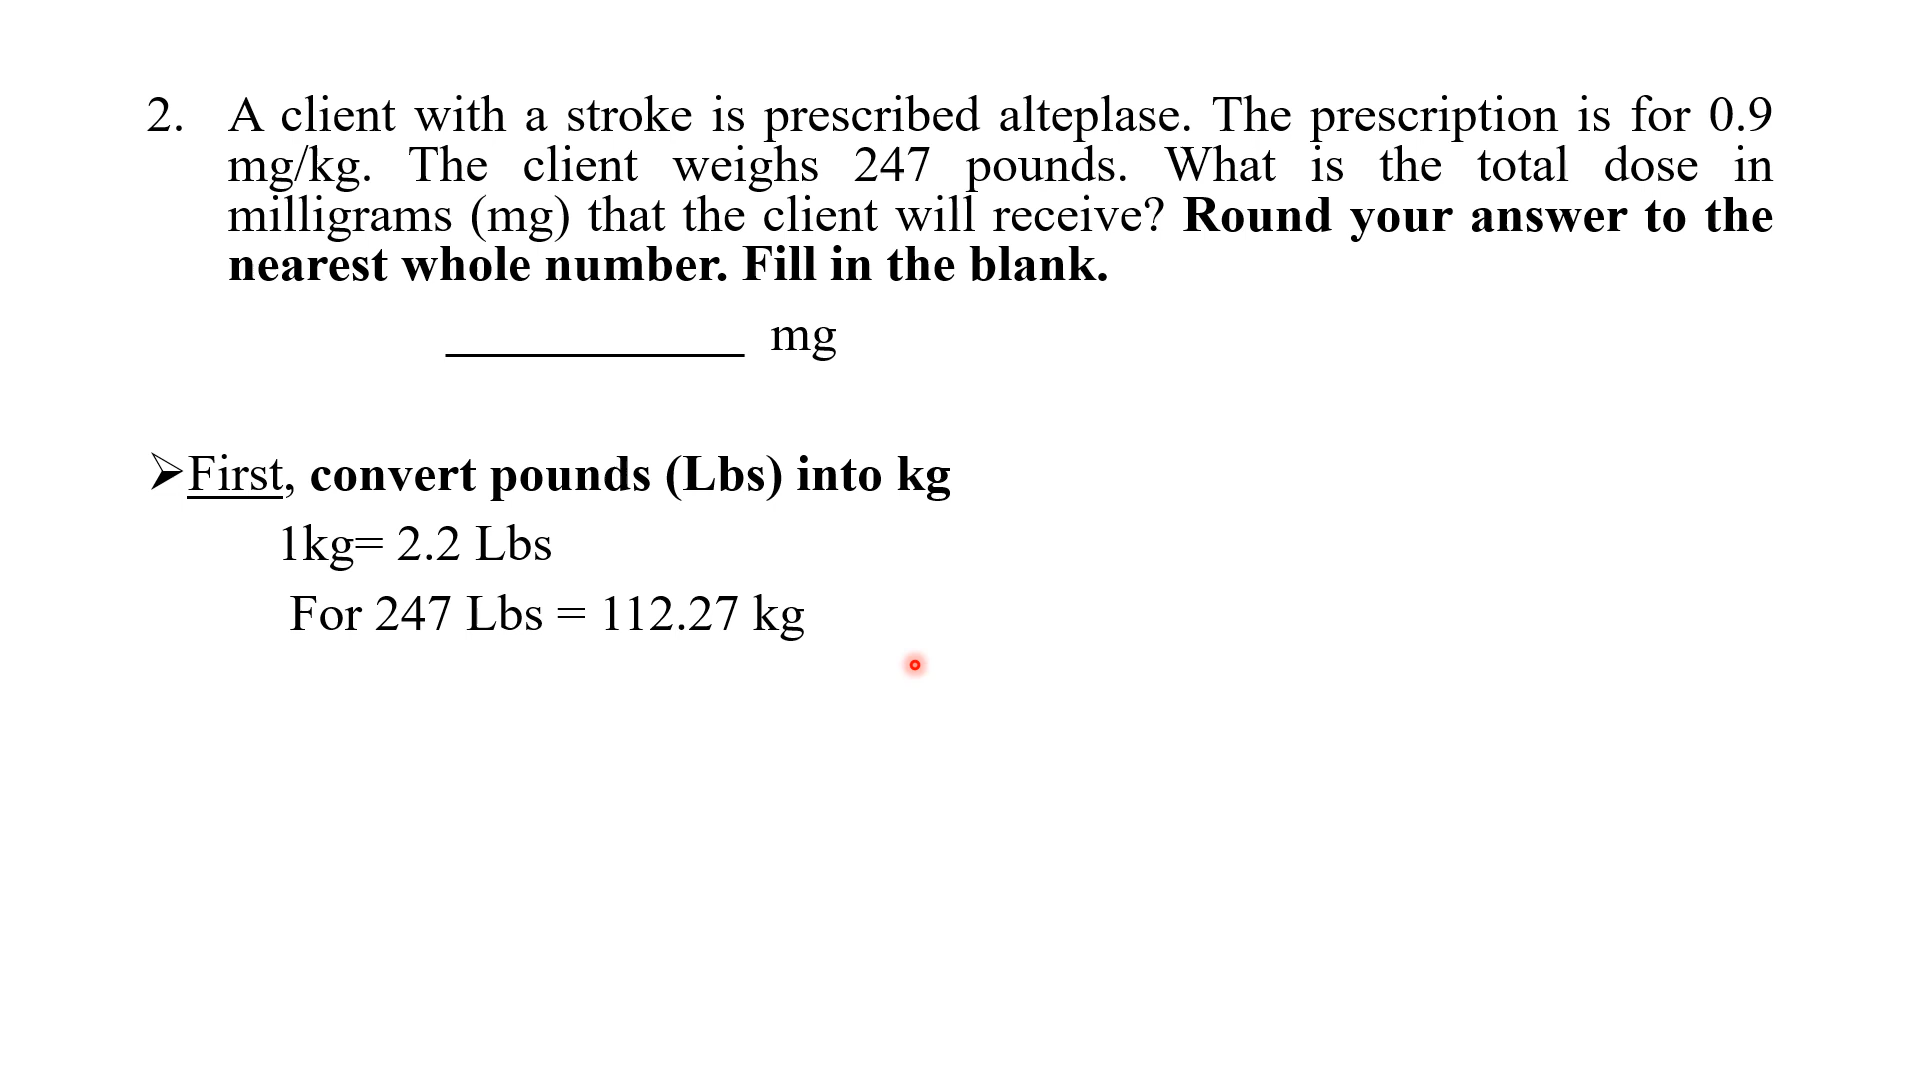 2. A client with a stroke is prescribed alteplase. The prescription is for 0.9
mg/kg. The client weighs 247 pounds. What is the total dose in
milligrams (mg) that the client will receive? Round your answer to the
nearest whole number. Fill in the blank.
____________ mg
➢First, convert pounds (Lbs) into kg
1kg= 2.2 Lbs
For 247 Lbs = 112.27 kg